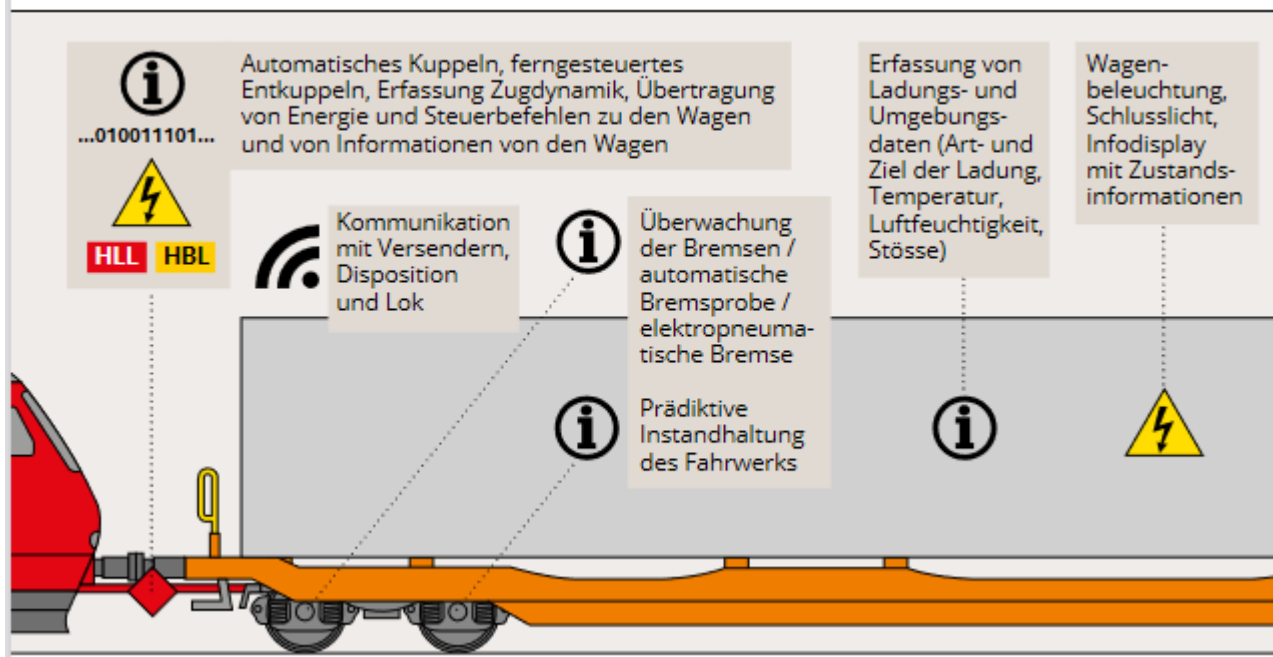 Automatisches Kuppeln, ferngesteuertes
Entkuppeln, Erfassung Zugdynamik, Übertragung
von Energie und Steuerbefehlen zu den Wagen
und von Informationen von den Wagen
...010011101...
HLL HBL
Kommunikation
mit Versendern,
Disposition
und Lok
Überwachung
der Bremsen /
automatische
Bremsprobe /
elektropneuma-
tische Bremse
Prädiktive
Instandhaltung
des Fahrwerks
Erfassung von
Ladungs- und
Umgebungs-
daten (Art- und
Ziel der Ladung,
Temperatur,
Luftfeuchtigkeit,
Stösse)
Wagen-
beleuchtung,
Schlusslicht,
Infodisplay
mit Zustands-
informationen